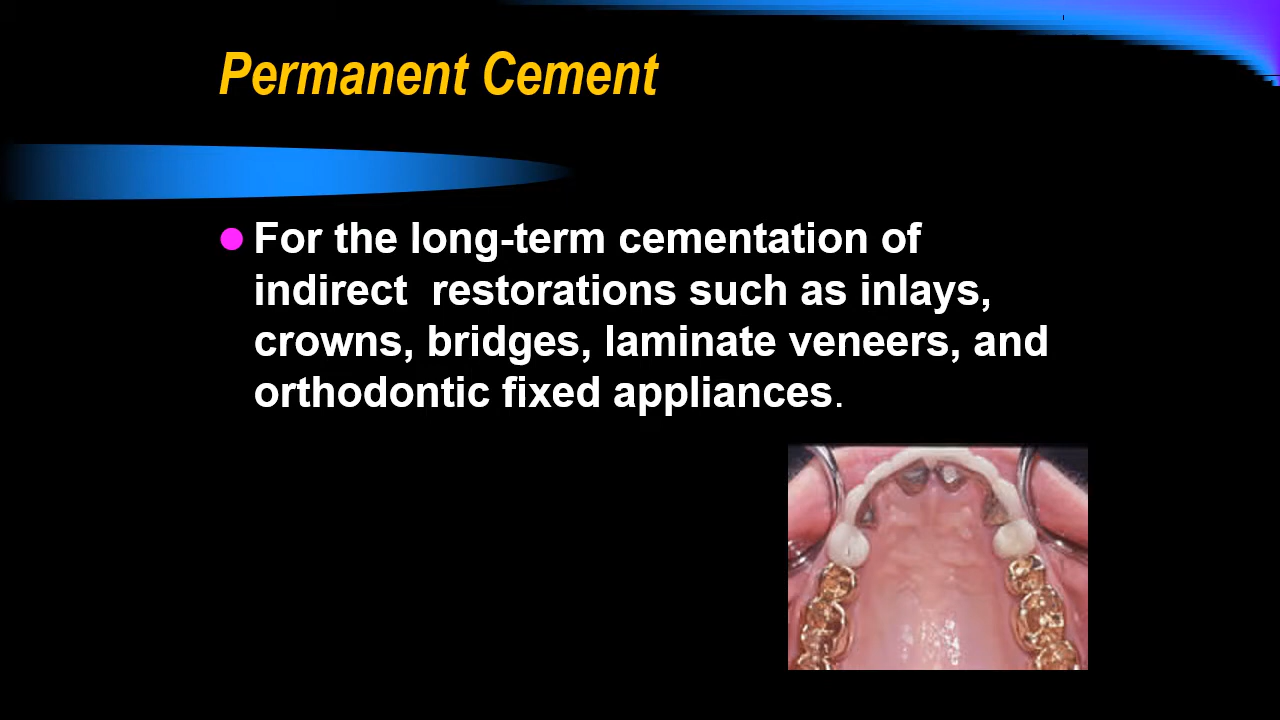 Permanent Cement
For the long-term cementation of
indirect  restorations such as inlays,
crowns, bridges, laminate veneers, and
orthodontic fixed appliances.